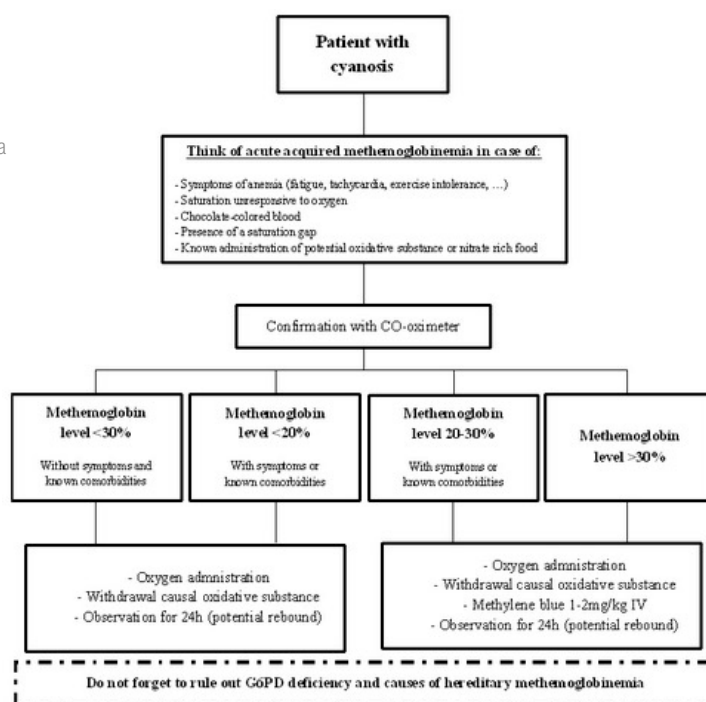 Patient with
cyanosis
a
Think of acute acquired methemoglobinemia in case of:
- Symptoms of anemia (fatigue, tachycardia, exercise intolerance, …)
- Saturation unresponsive to oxygen
- Chocolate-colored blood
- Presence of a saturation gap
- Known administration of potential oxidative substance or nitrate rich food
Confirmation with CO-oximeter
Methemoglobin
level <30%
Without symptoms and
known comorbidities
Methemoglobin
level <20%
With symptoms or
known comorbidities
Methemoglobin
level 20-30%
With symptoms or
known comorbidities
Methemoglobin
level >30%
- Oxygen admnistration
- Withdrawal causal oxidative substance
- Observation for 24h (potential rebound)
- Oxygen admnistration
- Withdrawal causal oxidative substance
- Methylene blue 1-2mg/kg IV
- Observation for 24h (potential rebound)
Do not forget to rule out G6PD deficiency and causes of hereditary methemoglobinemia